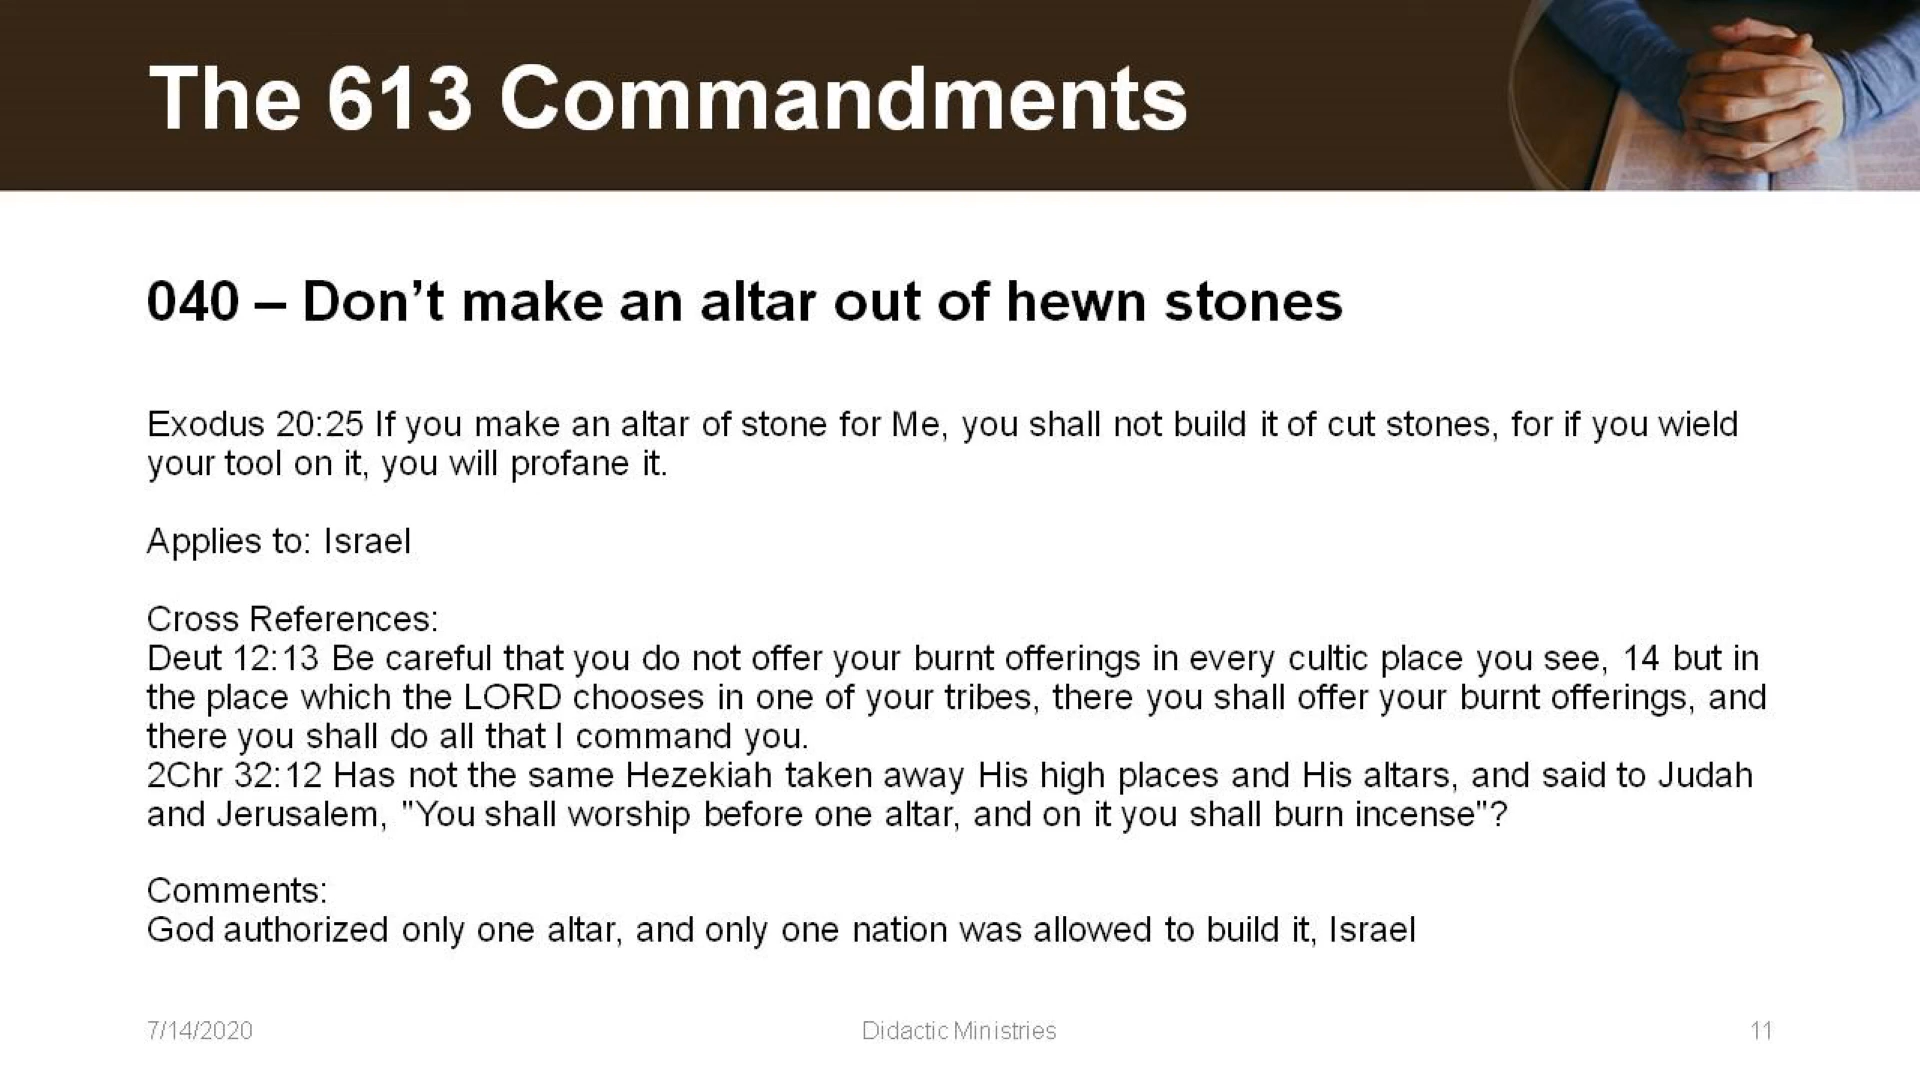 The 613 Commandments
040 – Don’t make an altar out of hewn stones
Exodus 20:25 If you make an altar of stone for Me, you shall not build it of cut stones, for if you wield
your tool on it, you will profane it.
Applies to: Israel
Cross References:
Deut 12:13 Be careful that you do not offer your burnt offerings in every cultic place you see, 14 but in
the place which the LORD chooses in one of your tribes, there you shall offer your burnt offerings, and
there you shall do all that I command you.
2Chr 32:12 Has not the same Hezekiah taken away His high places and His altars, and said to Judah
and Jerusalem, "You shall worship before one altar, and on it you shall burn incense"?
Comments:
God authorized only one altar, and only one nation was allowed to build it, Israel
7/14/2020
Didactic Ministries
11